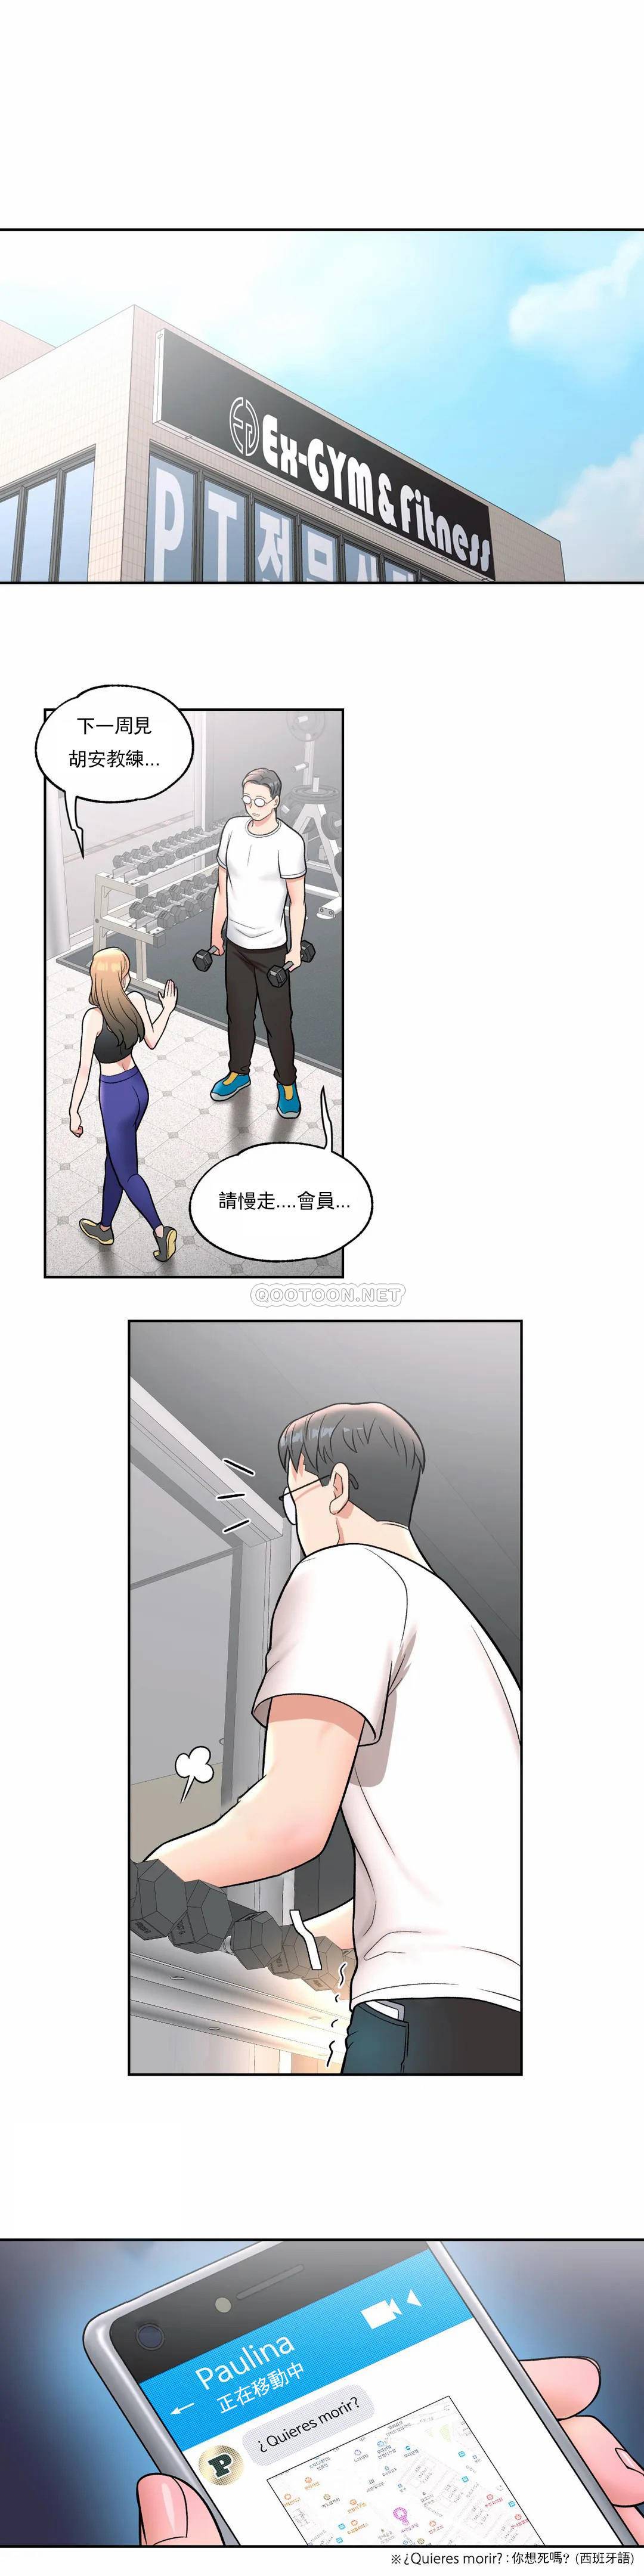 Ex-GYM & Fitness
PT전문
下一周見
胡安教練...
請慢走....會員...
QOOTOON.NET
Paulina
正在移動中
¿Quieres morir?
P
※¿Quieres morir? : 你想死嗎? (西班牙語)